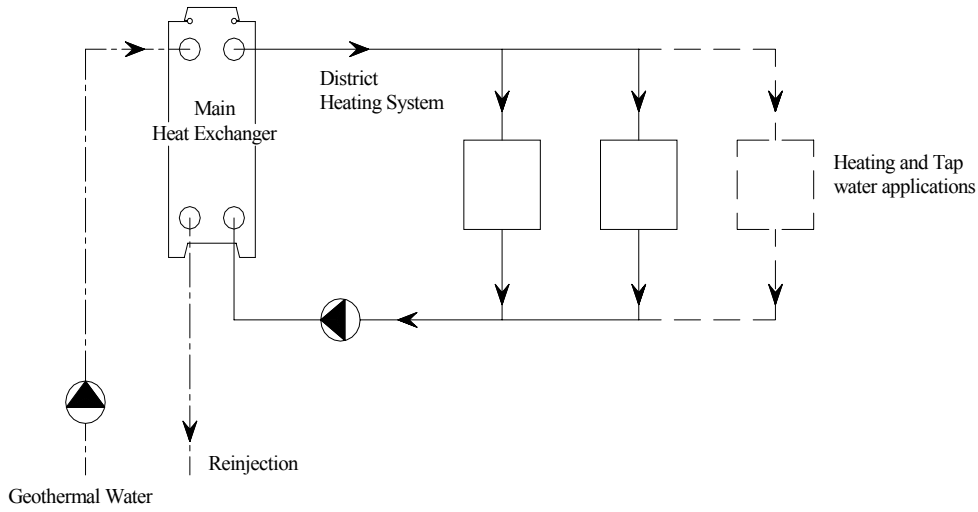 District
Heating System
Main
Heat Exchanger
Heating and Tap
water applications
Reinjection
Geothermal Water